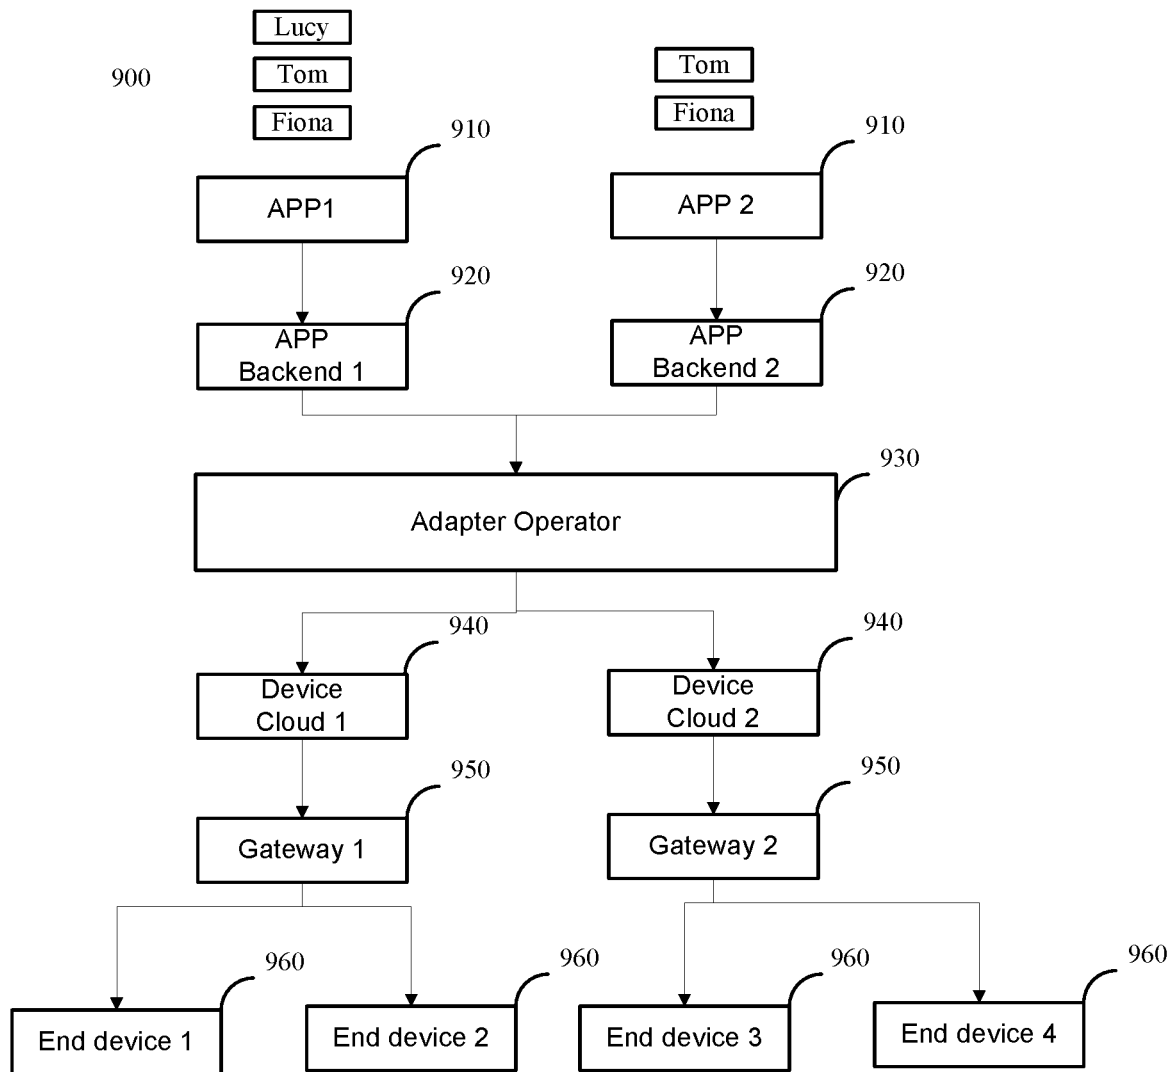 Lucy
900
Tom
Fiona
Tom
Fiona
910
APP1
910
APP 2
920
APP
Backend 1
920
APP
Backend 2
930
Adapter Operator
940
Device
Cloud 1
940
Device
Cloud 2
950
Gateway 1
950
Gateway 2
960
End device 1
960
End device 2
960
End device 3
960
End device 4